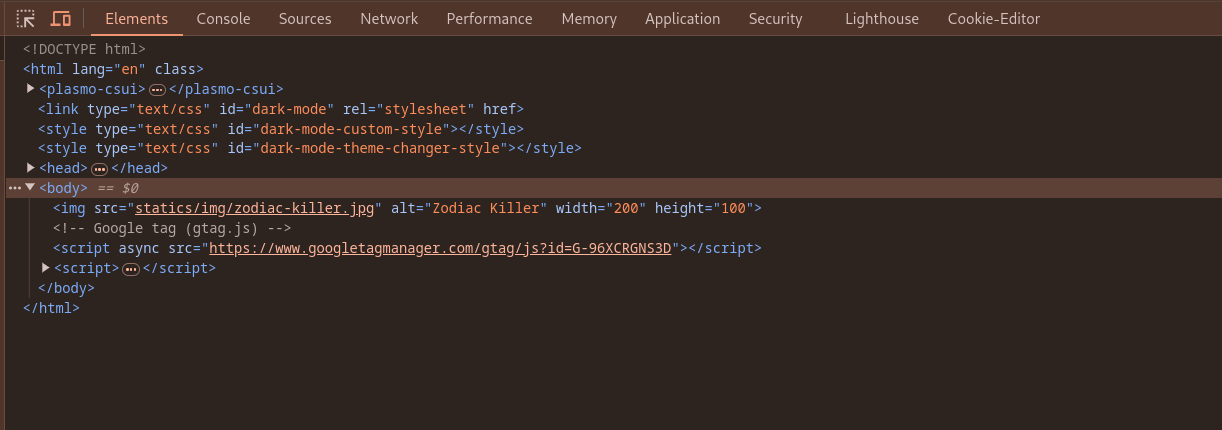 Elements Console Sources Network Performance Memory Application Security Lighthouse Cookie-Editor
<!DOCTYPE html>
<html lang="en" class>
<plasmo-csui>…</plasmo-csui>
<link type="text/css" id="dark-mode" rel="stylesheet" href>
<style type="text/css" id="dark-mode-custom-style"></style>
<style type="text/css" id="dark-mode-theme-changer-style"></style>
<head>…</head>
<body> == $0
<img src="statics/img/zodiac-killer.jpg" alt="Zodiac Killer" width="200" height="100">
<!-- Google tag (gtag.js) -->
<script async src="https://www.googletagmanager.com/gtag/js?id=G-96XCRGNS3D"></script>
<script>…</script>
</body>
</html>